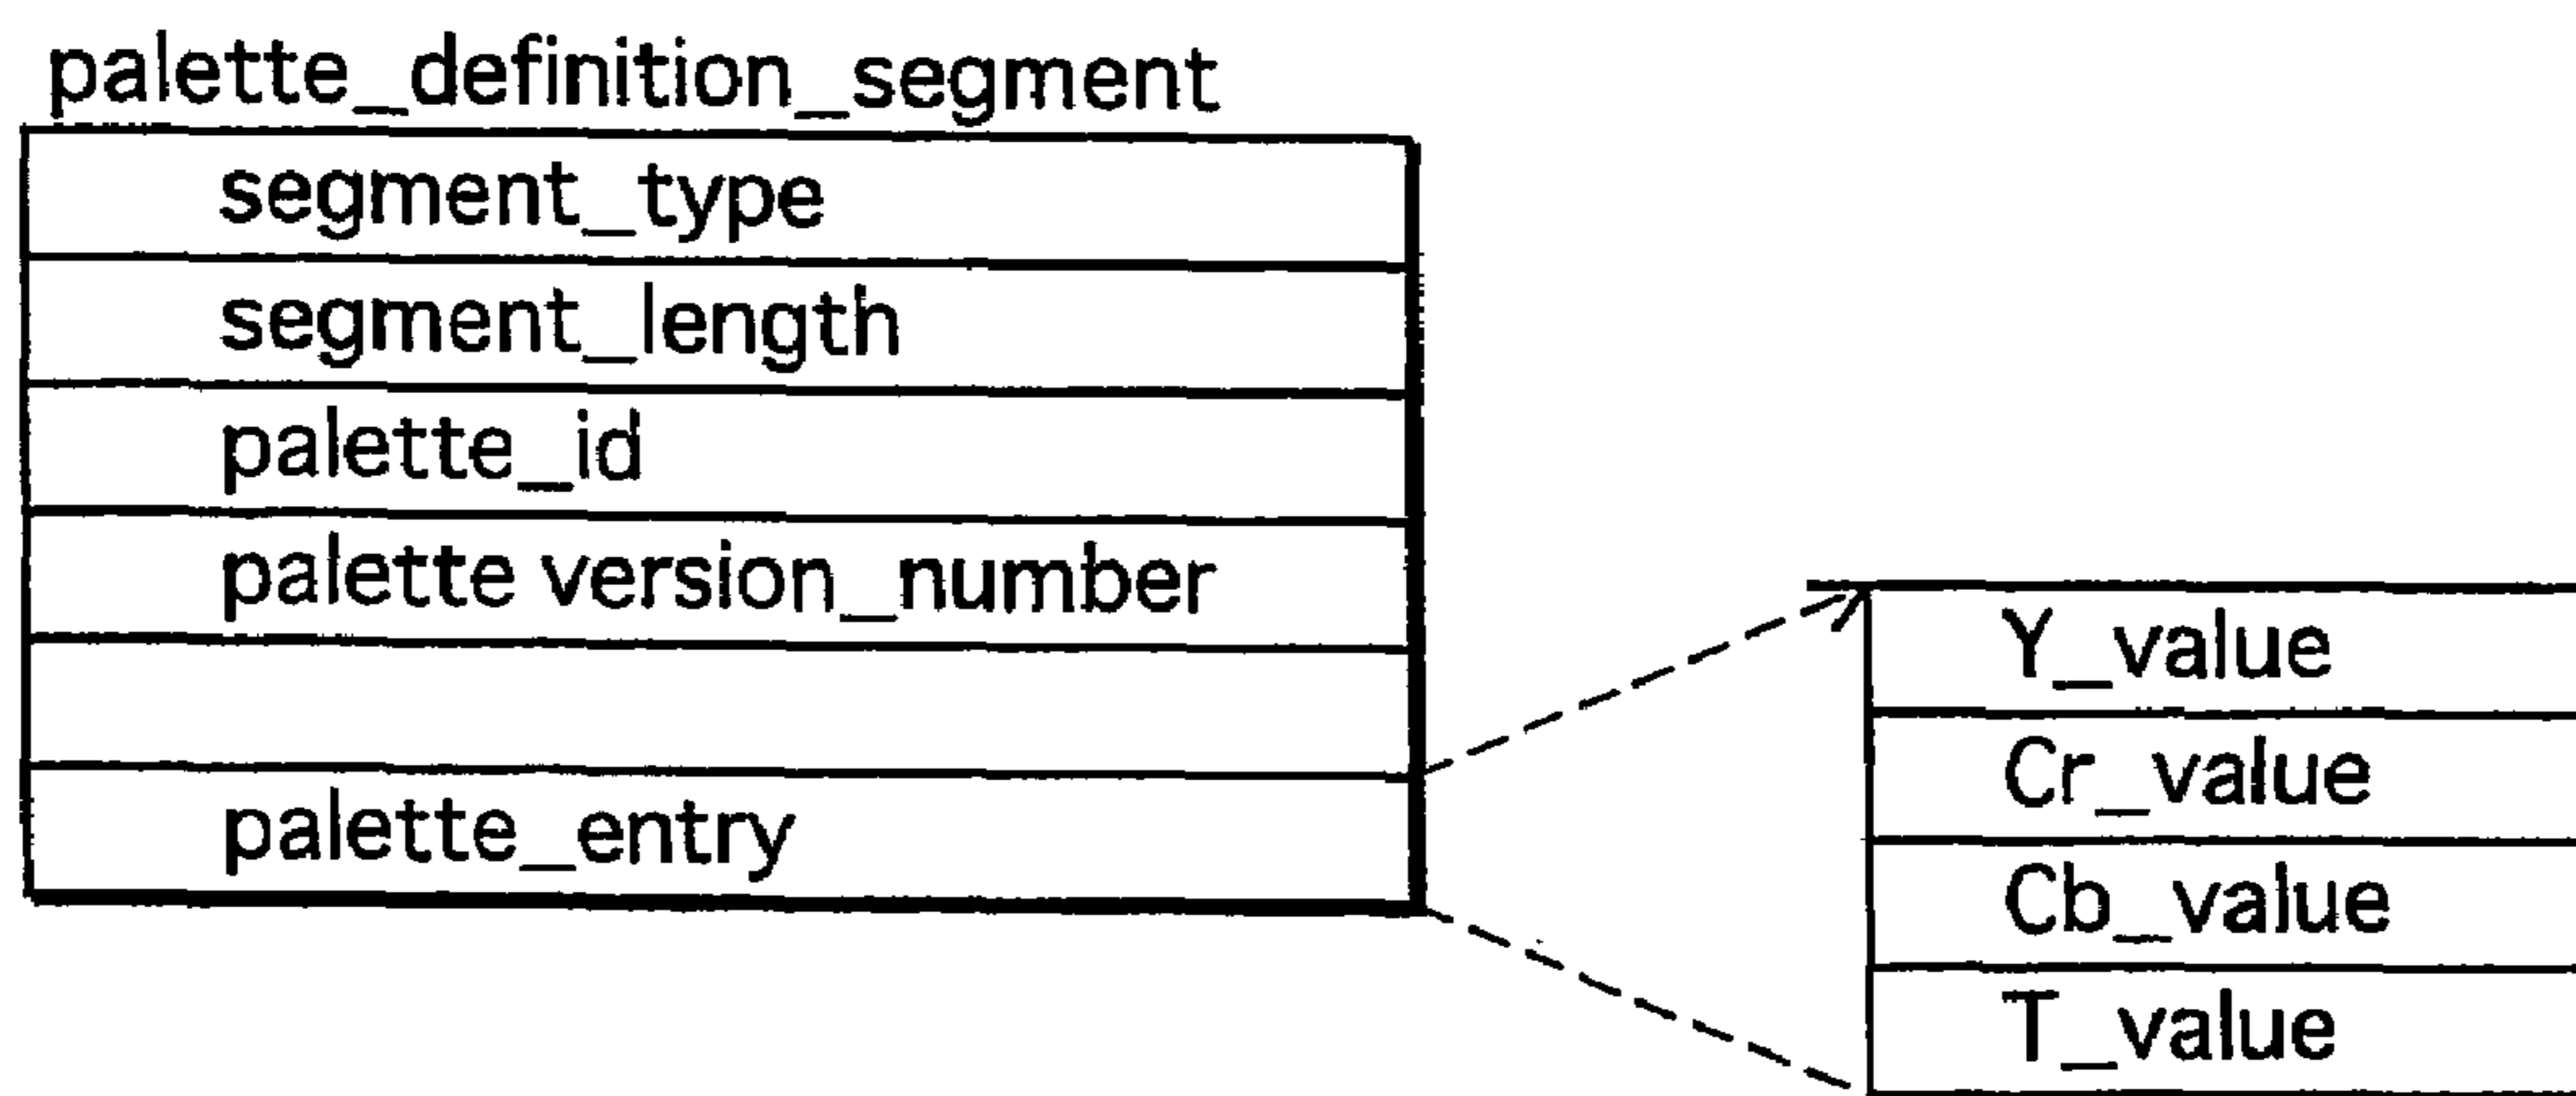 palette_definition_segment
segment_type
segment_length
palette_id
palette version_number
palette_entry
Y_value
Cr_value
Cb_value
T_value